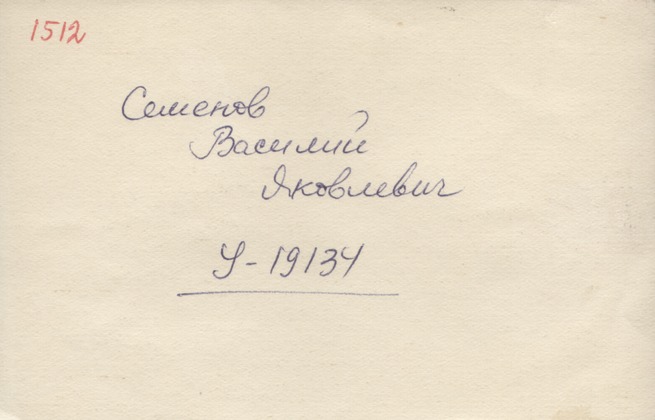 1512
Семенов
Василий
Яковлевич
У-19134